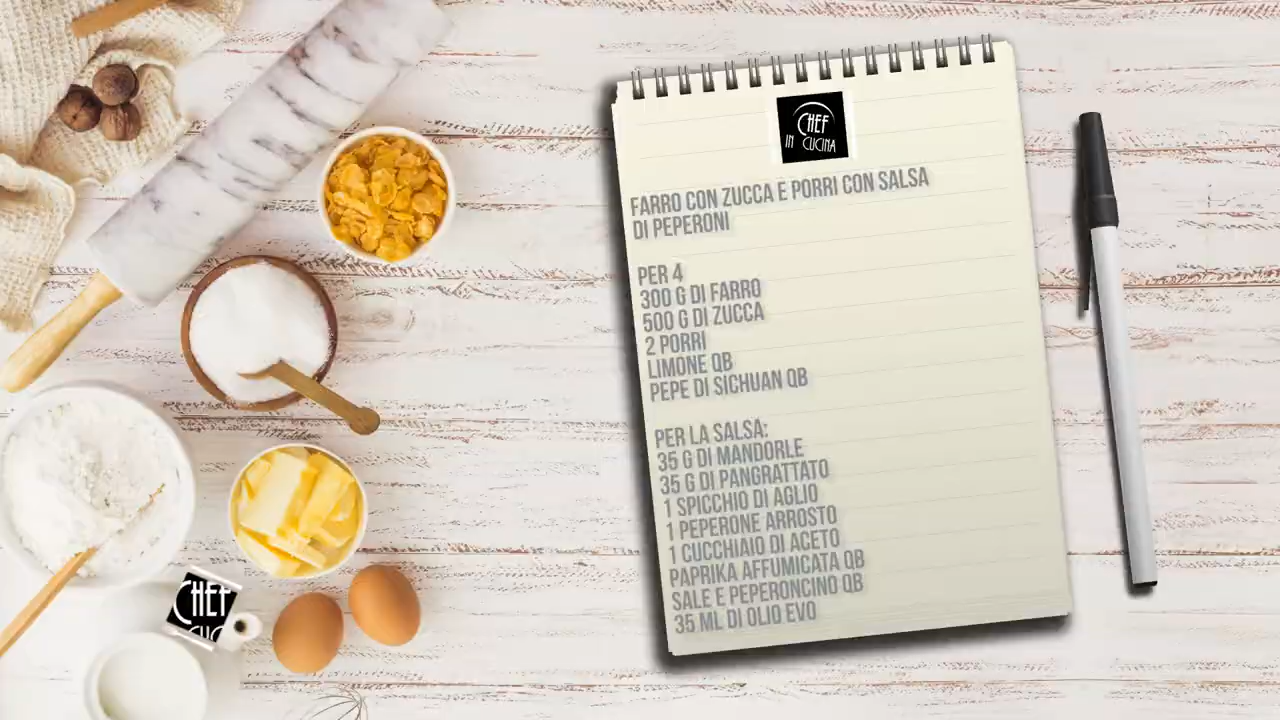 CHEF
IN CUCINA
FARRO CON ZUCCA E PORRI CON SALSA
DI PEPERONI
PER 4
300 G DI FARRO
500 G DI ZUCCA
2 PORRI
LIMONE QB
PEPE DI SICHUAN QB
PER LA SALSA:
35 G DI MANDORLE
35 G DI PANGRATTATO
1 SPICCHIO DI AGLIO
1 PEPERONE ARROSTO
1 CUCCHIAIO DI ACETO
PAPRIKA AFFUMICATA QB
SALE E PEPERONCINO QB
35 ML DI OLIO EVO
CHEF